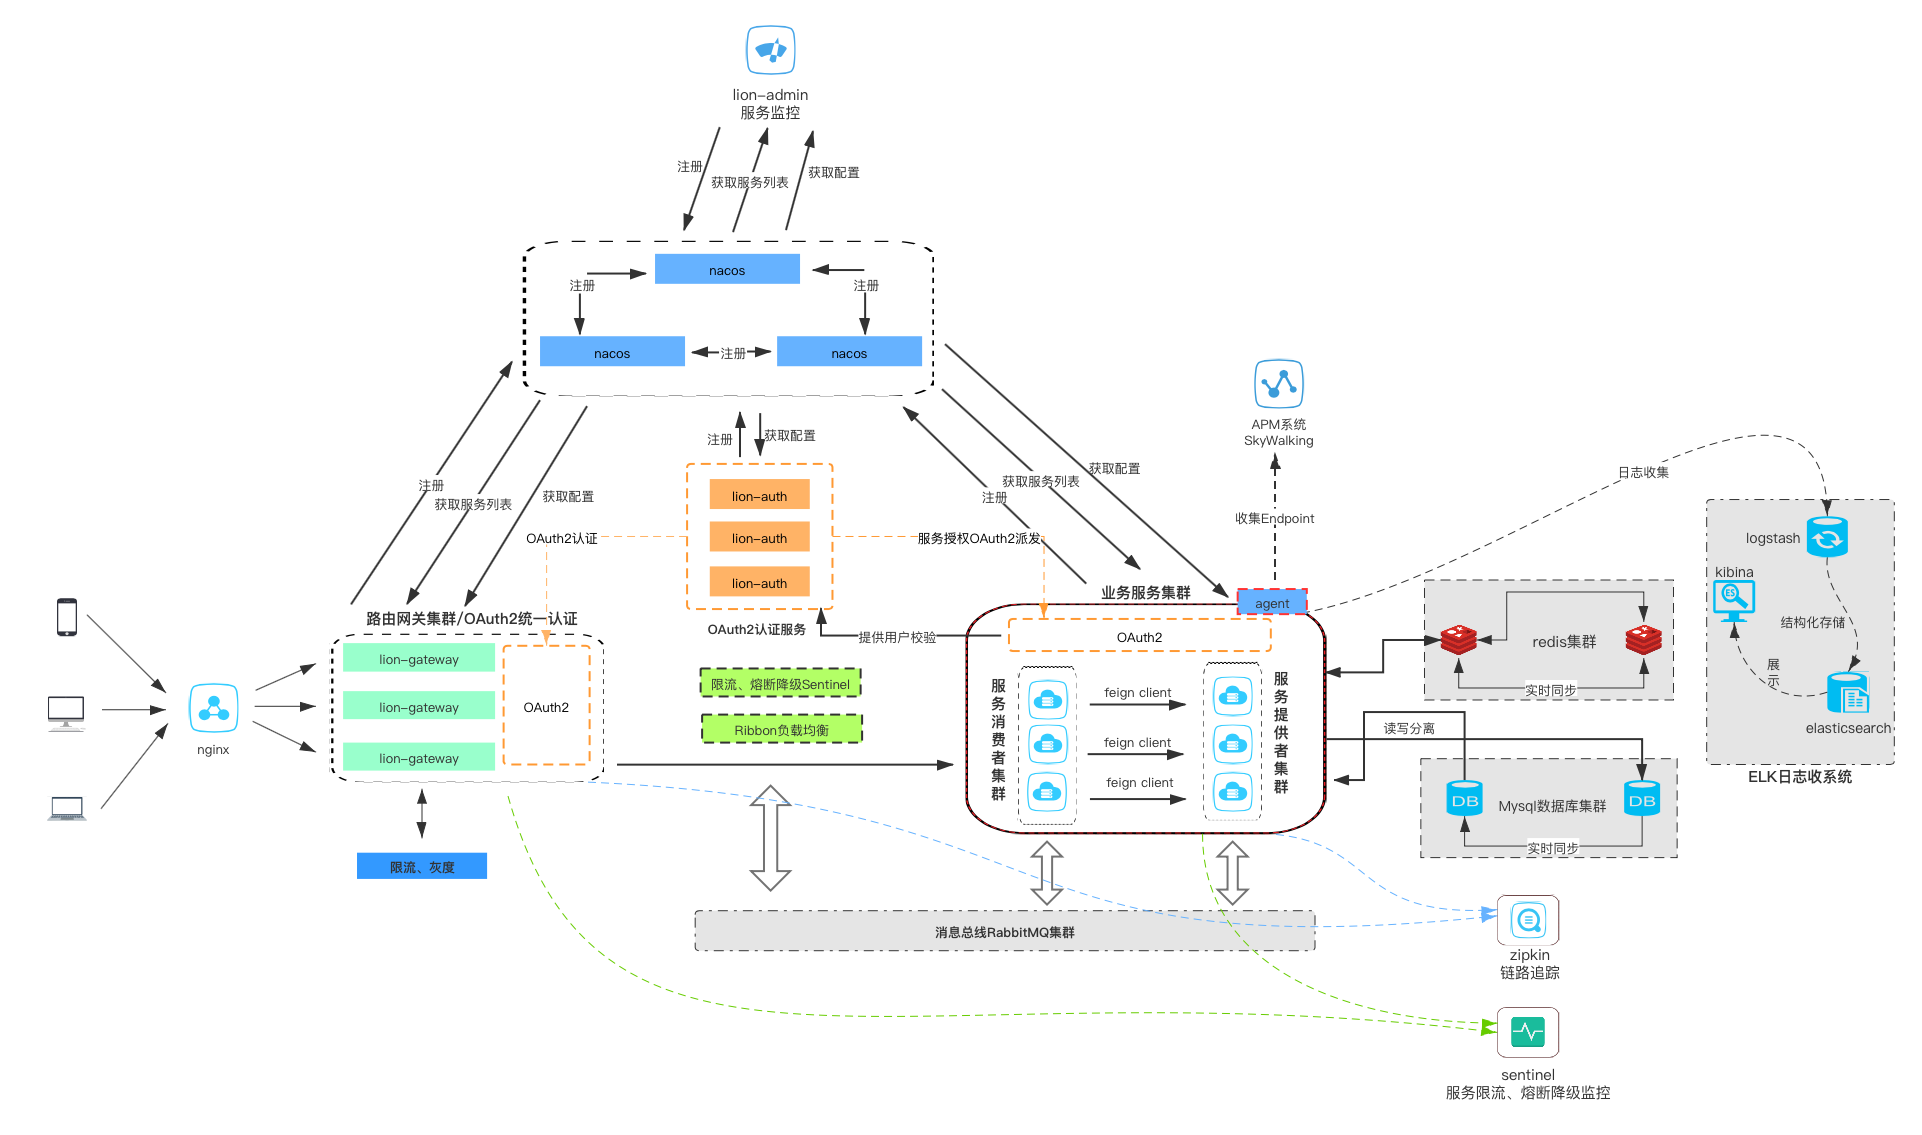 lion-admin
服务监控
注册
获取服务列表
获取配置
nacos
注册
注册
nacos
注册
nacos
注册
获取配置
注册
获取服务列表
获取配置
获取配置
获取服务列表
注册
APM系统
SkyWalking
收集Endpoint
日志收集
lion-auth
lion-auth
lion-auth
OAuth2认证
服务授权OAuth2派发
OAuth2认证服务
提供用户校验
路由网关集群/OAuth2统一认证
lion-gateway
lion-gateway
lion-gateway
OAuth2
nginx
限流、灰度
限流、熔断降级Sentinel
Ribbon负载均衡
业务服务集群
agent
OAuth2
服务消费者集群
feign client
feign client
feign client
服务提供者集群
redis集群
实时同步
读写分离
DB
Mysql数据库集群
DB
实时同步
logstash
kibina
ES
结构化存储
展示
elasticsearch
ELK日志收系统
消息总线RabbitMQ集群
zipkin
链路追踪
sentinel
服务限流、熔断降级监控